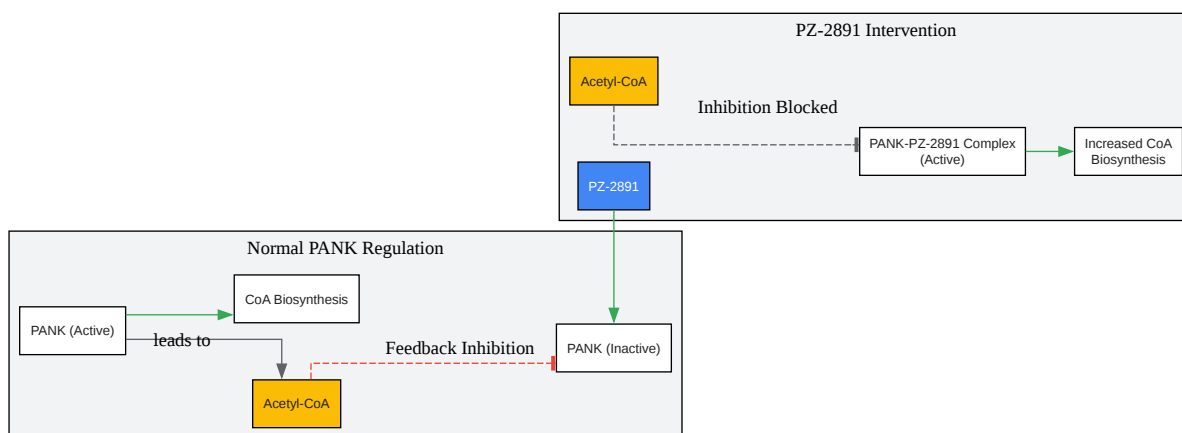 PZ-2891 Intervention
Acetyl-CoA
Inhibition Blocked
PANK-PZ-2891 Complex
(Active)
Increased CoA
Biosynthesis
PZ-2891
Normal PANK Regulation
CoA Biosynthesis
PANK (Active)
leads to
Feedback Inhibition
PANK (Inactive)
Acetyl-CoA